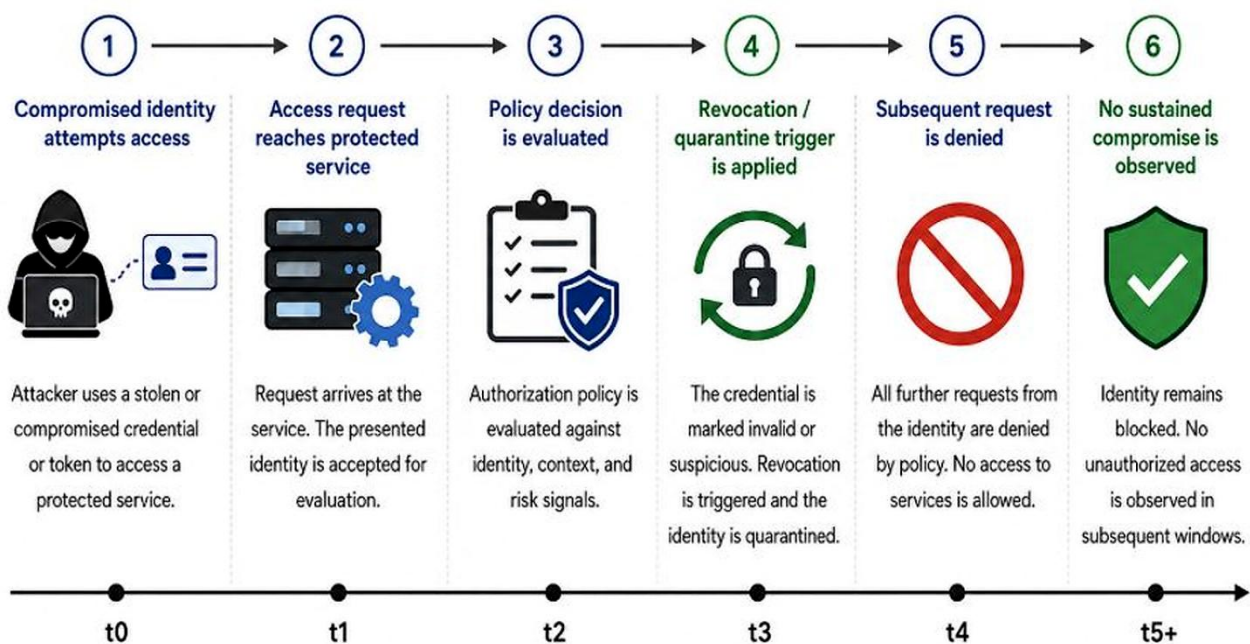 1
2
3
4
5
6
Compromised identity
attempts access
Access request
reaches protected
service
Policy decision
is evaluated
Revocation /
quarantine trigger
is applied
Subsequent request
is denied
No sustained
compromise is
observed
Attacker uses a stolen or
compromised credential
or token to access a
protected service.
Request arrives at the
service. The presented
identity is accepted for
evaluation.
Authorization policy is
evaluated against
identity, context, and
risk signals.
The credential is
marked invalid or
suspicious. Revocation
is triggered and the
identity is quarantined.
All further requests from
the identity are denied
by policy. No access to
services is allowed.
Identity remains
blocked. No
unauthorized access
is observed in
subsequent windows.
t0
t1
t2
t3
t4
t5+